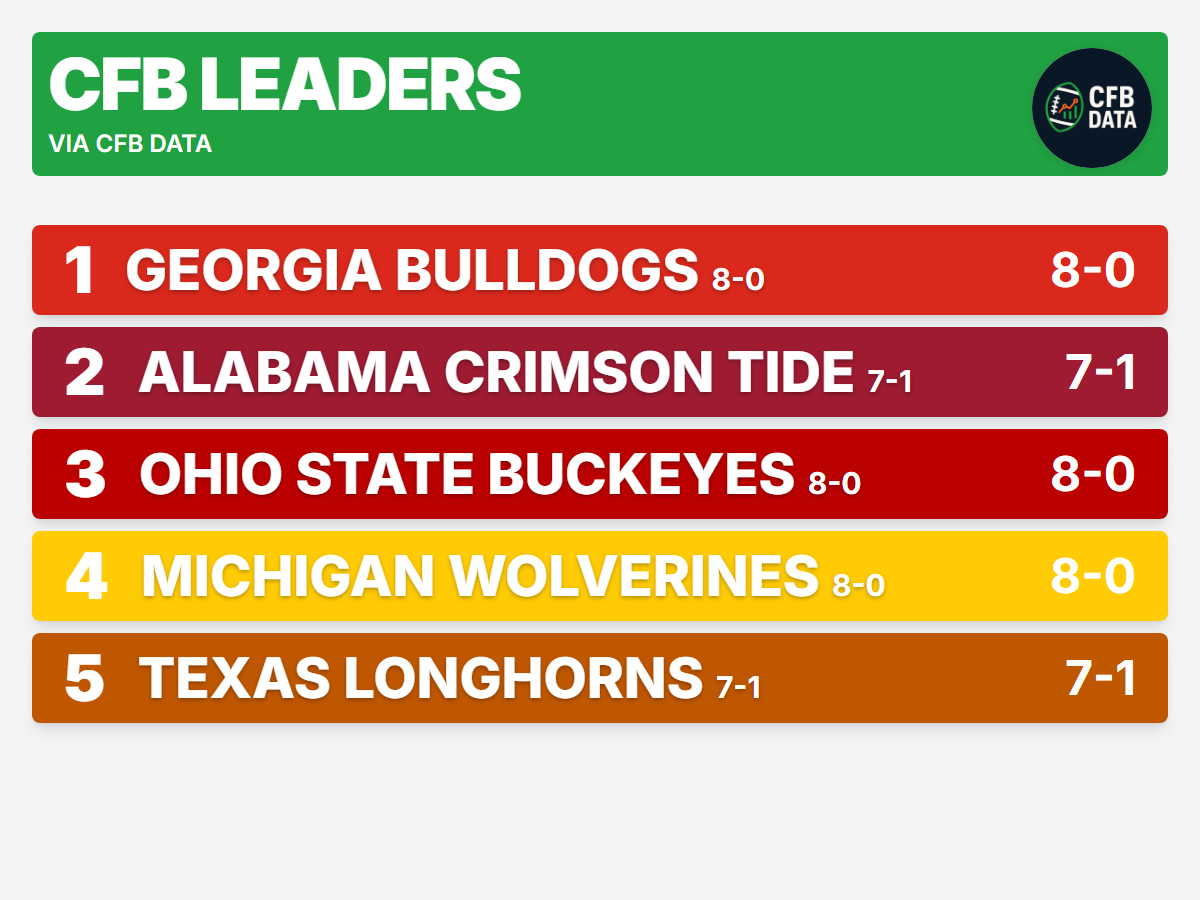 CFB LEADERS
VIA CFB DATA
CFB
DATA
1 GEORGIA BULLDOGS 8-0 8-0
2 ALABAMA CRIMSON TIDE 7-1 7-1
3 OHIO STATE BUCKEYES 8-0 8-0
4 MICHIGAN WOLVERINES 8-0 8-0
5 TEXAS LONGHORNS 7-1 7-1